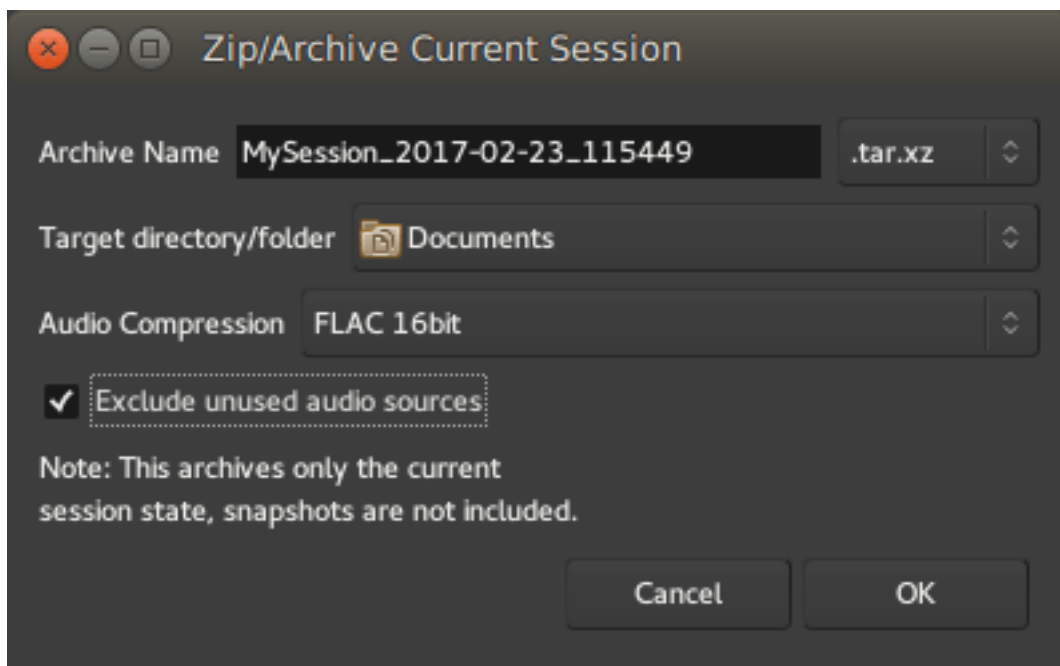 Zip/Archive Current Session
Archive Name MySession_2017-02-23_115449 .tar.xz
Target directory/folder Documents
Audio Compression FLAC 16bit
Exclude unused audio sources
Note: This archives only the current
session state, snapshots are not included.
Cancel OK